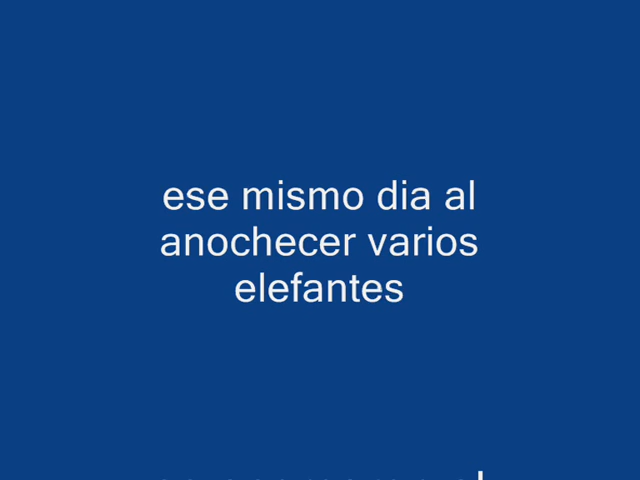 ese mismo dia al
anochecer varios
elefantes